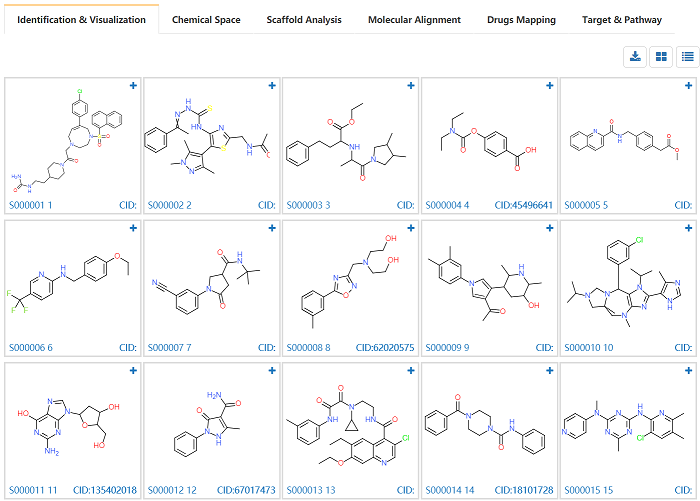 Identification & Visualization
Chemical Space
Scaffold Analysis
Molecular Alignment
Drugs Mapping
Target & Pathway
S000001 1 CID:
S000002 2 CID:
S000003 3 CID:
S000004 4 CID:45496641
S000005 5 CID:
S000006 6 CID:
S000007 7 CID:
S000008 8 CID:62020575
S000009 9 CID:
S000010 10 CID:
S000011 11 CID:135402018
S000012 12 CID:67017473
S000013 13 CID:
S000014 14 CID:18101728
S000015 15 CID: